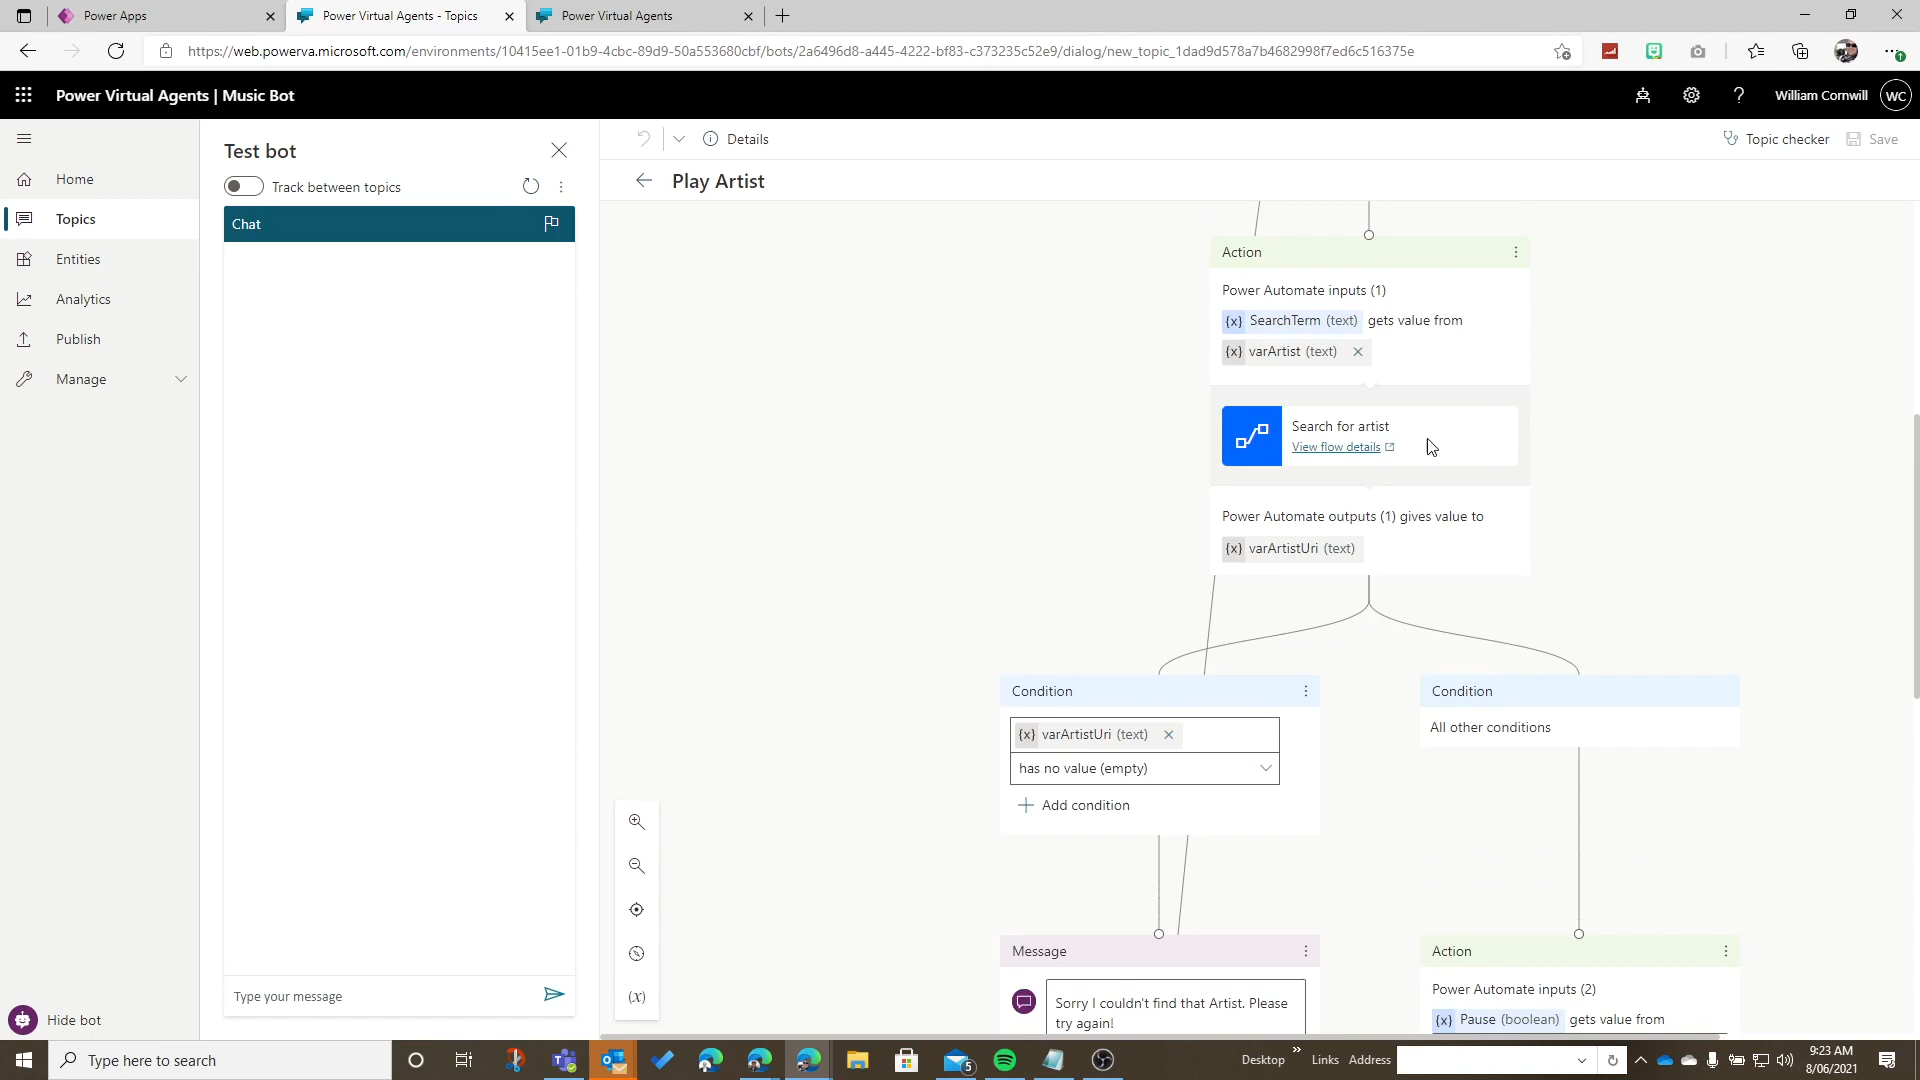 Power Apps
Power Virtual Agents - Topics
Power Virtual Agents
https://web.powerva.microsoft.com/environments/10415ee1-01b9-4cbc-89d9-50a553680cbf/bots/2a6496d8-a445-4222-bf83-c373235c52e9/dialog/new_topic_1dad9d578a7b4682998f7ed6c516375e
Power Virtual Agents | Music Bot
William Cornwill
WC
Home
Topics
Entities
Analytics
Publish
Manage
Hide bot
Test bot
Track between topics
Chat
Type your message
Details
Topic checker
Save
Play Artist
Action
Power Automate inputs (1)
{x} SearchTerm (text) gets value from
{x} varArtist (text)
Search for artist
View flow details
Power Automate outputs (1) gives value to
{x} varArtistUri (text)
Condition
{x} varArtistUri (text)
has no value (empty)
Add condition
Condition
All other conditions
Message
Sorry I couldn't find that Artist. Please
try again!
Action
Power Automate inputs (2)
{x} Pause (boolean) gets value from
(x)
Type here to search
5
Desktop
Links
Address
9:23 AM
8/06/2021